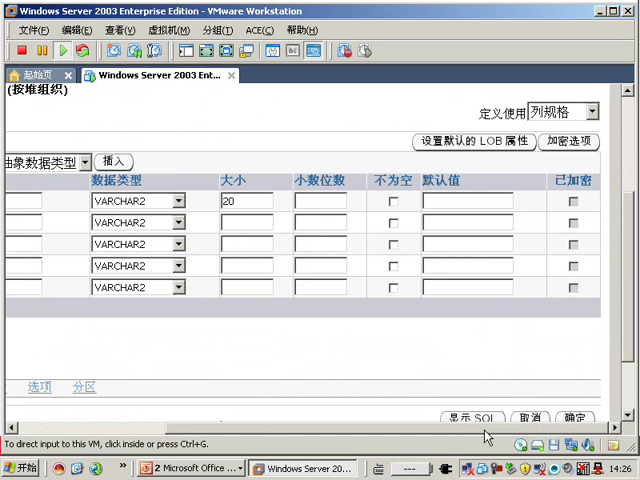 Windows Server 2003 Enterprise Edition - VMware Workstation
文件(F) 编辑(E) 查看(V) 虚拟机(M) 分组(T) ACE(C) 帮助(H)
起始页 Windows Server 2003 Ent...
(按堆组织)
定义使用 列规格
设置默认的 LOB 属性 加密选项
抽象数据类型 插入
数据类型 大小 小数位数 不为空 默认值 已加密
VARCHAR2 20
VARCHAR2
VARCHAR2
VARCHAR2
VARCHAR2
选项 分区
显示 SQL 取消 确定
To direct input to this VM, click inside or press Ctrl+G.
开始 » 2 Microsoft Office ... Windows Server 20... --- « 14:26